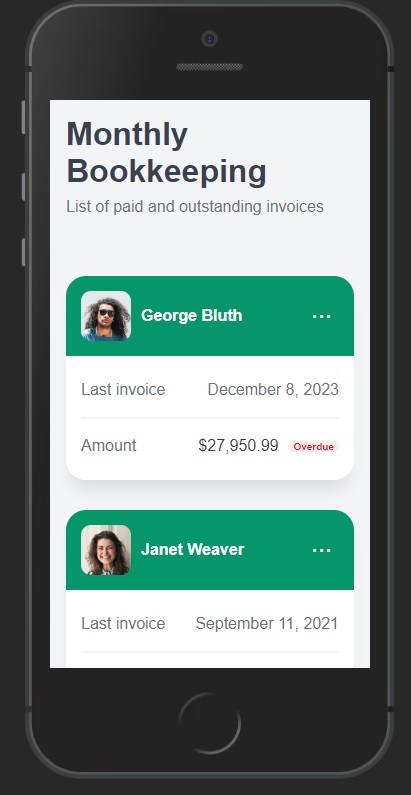 Monthly
Bookkeeping
List of paid and outstanding invoices
George Bluth ...
Last invoice December 8, 2023
Amount $27,950.99 Overdue
Janet Weaver ...
Last invoice September 11, 2021